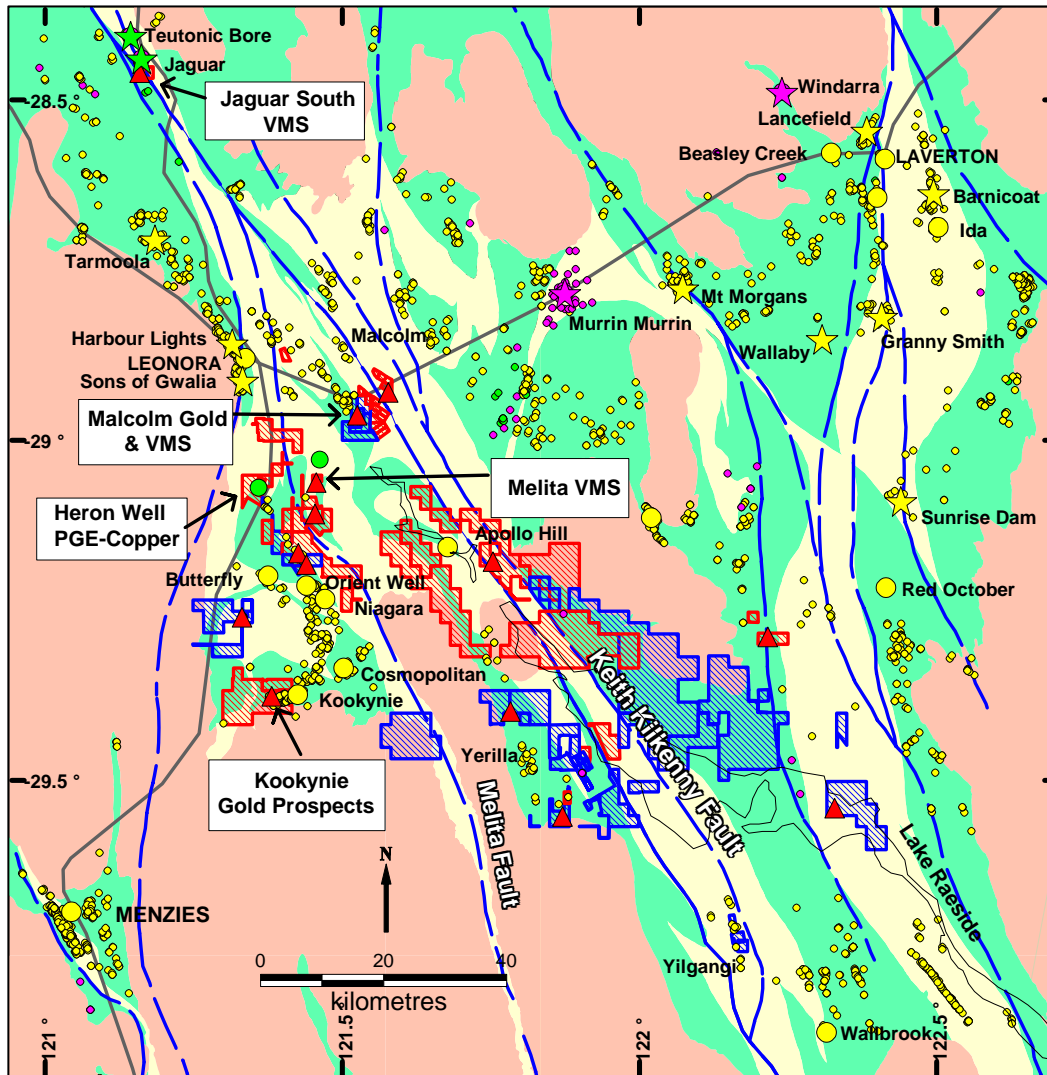 Teutonic Bore
Jaguar
Windarra
-28.5°
Jaguar South
VMS
Lancefield
Beasley Creek
LAVERTON
Barnicoat
Ida
Tarmoola
Mt Morgans
Murrin Murrin
Malcolm
Harbour Lights
LEONORA
Sons of Gwalia
Wallaby
Granny Smith
Malcolm Gold
& VMS
-29°
Melita VMS
Heron Well
PGE-Copper
Sunrise Dam
Apollo Hill
Butterfly
Orient Well
Niagara
Red October
Cosmopolitan
Kookynie
Keith Kilkenny Fault
Yerilla
Kookynie
Gold Prospects
-29.5°
Melita Fault
Lake Raeside
N
MENZIES
Yilgangi
0 20 40
kilometres
Wallbrook
121°
121.5°
122°
122.5°